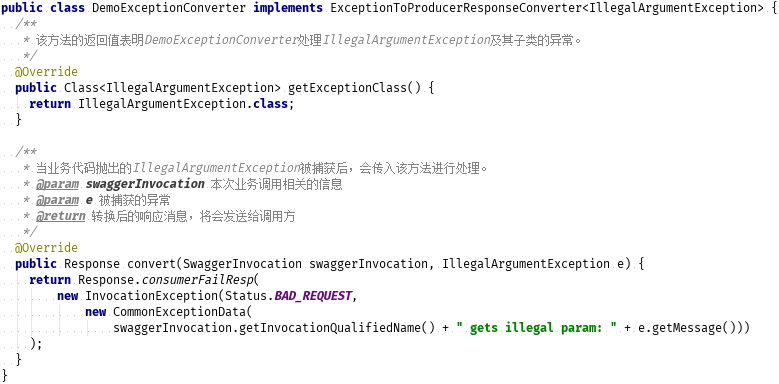 public class DemoExceptionConverter implements ExceptionToProducerResponseConverter<IllegalArgumentException> {
  /**
   * 该方法的返回值表明DemoExceptionConverter处理IllegalArgumentException及其子类的异常。
   */
  @Override
  public Class<IllegalArgumentException> getExceptionClass() {
    return IllegalArgumentException.class;
  }

  /**
   * 当业务代码抛出的IllegalArgumentException被捕获后，会传入该方法进行处理。
   * @param swaggerInvocation 本次业务调用相关的信息
   * @param e 被捕获的异常
   * @return 转换后的响应消息，将会发送给调用方
   */
  @Override
  public Response convert(SwaggerInvocation swaggerInvocation, IllegalArgumentException e) {
    return Response.consumerFailResp(
        new InvocationException(Status.BAD_REQUEST,
            new CommonExceptionData(
                swaggerInvocation.getInvocationQualifiedName() + " gets illegal param: " + e.getMessage()))
    );
  }
}